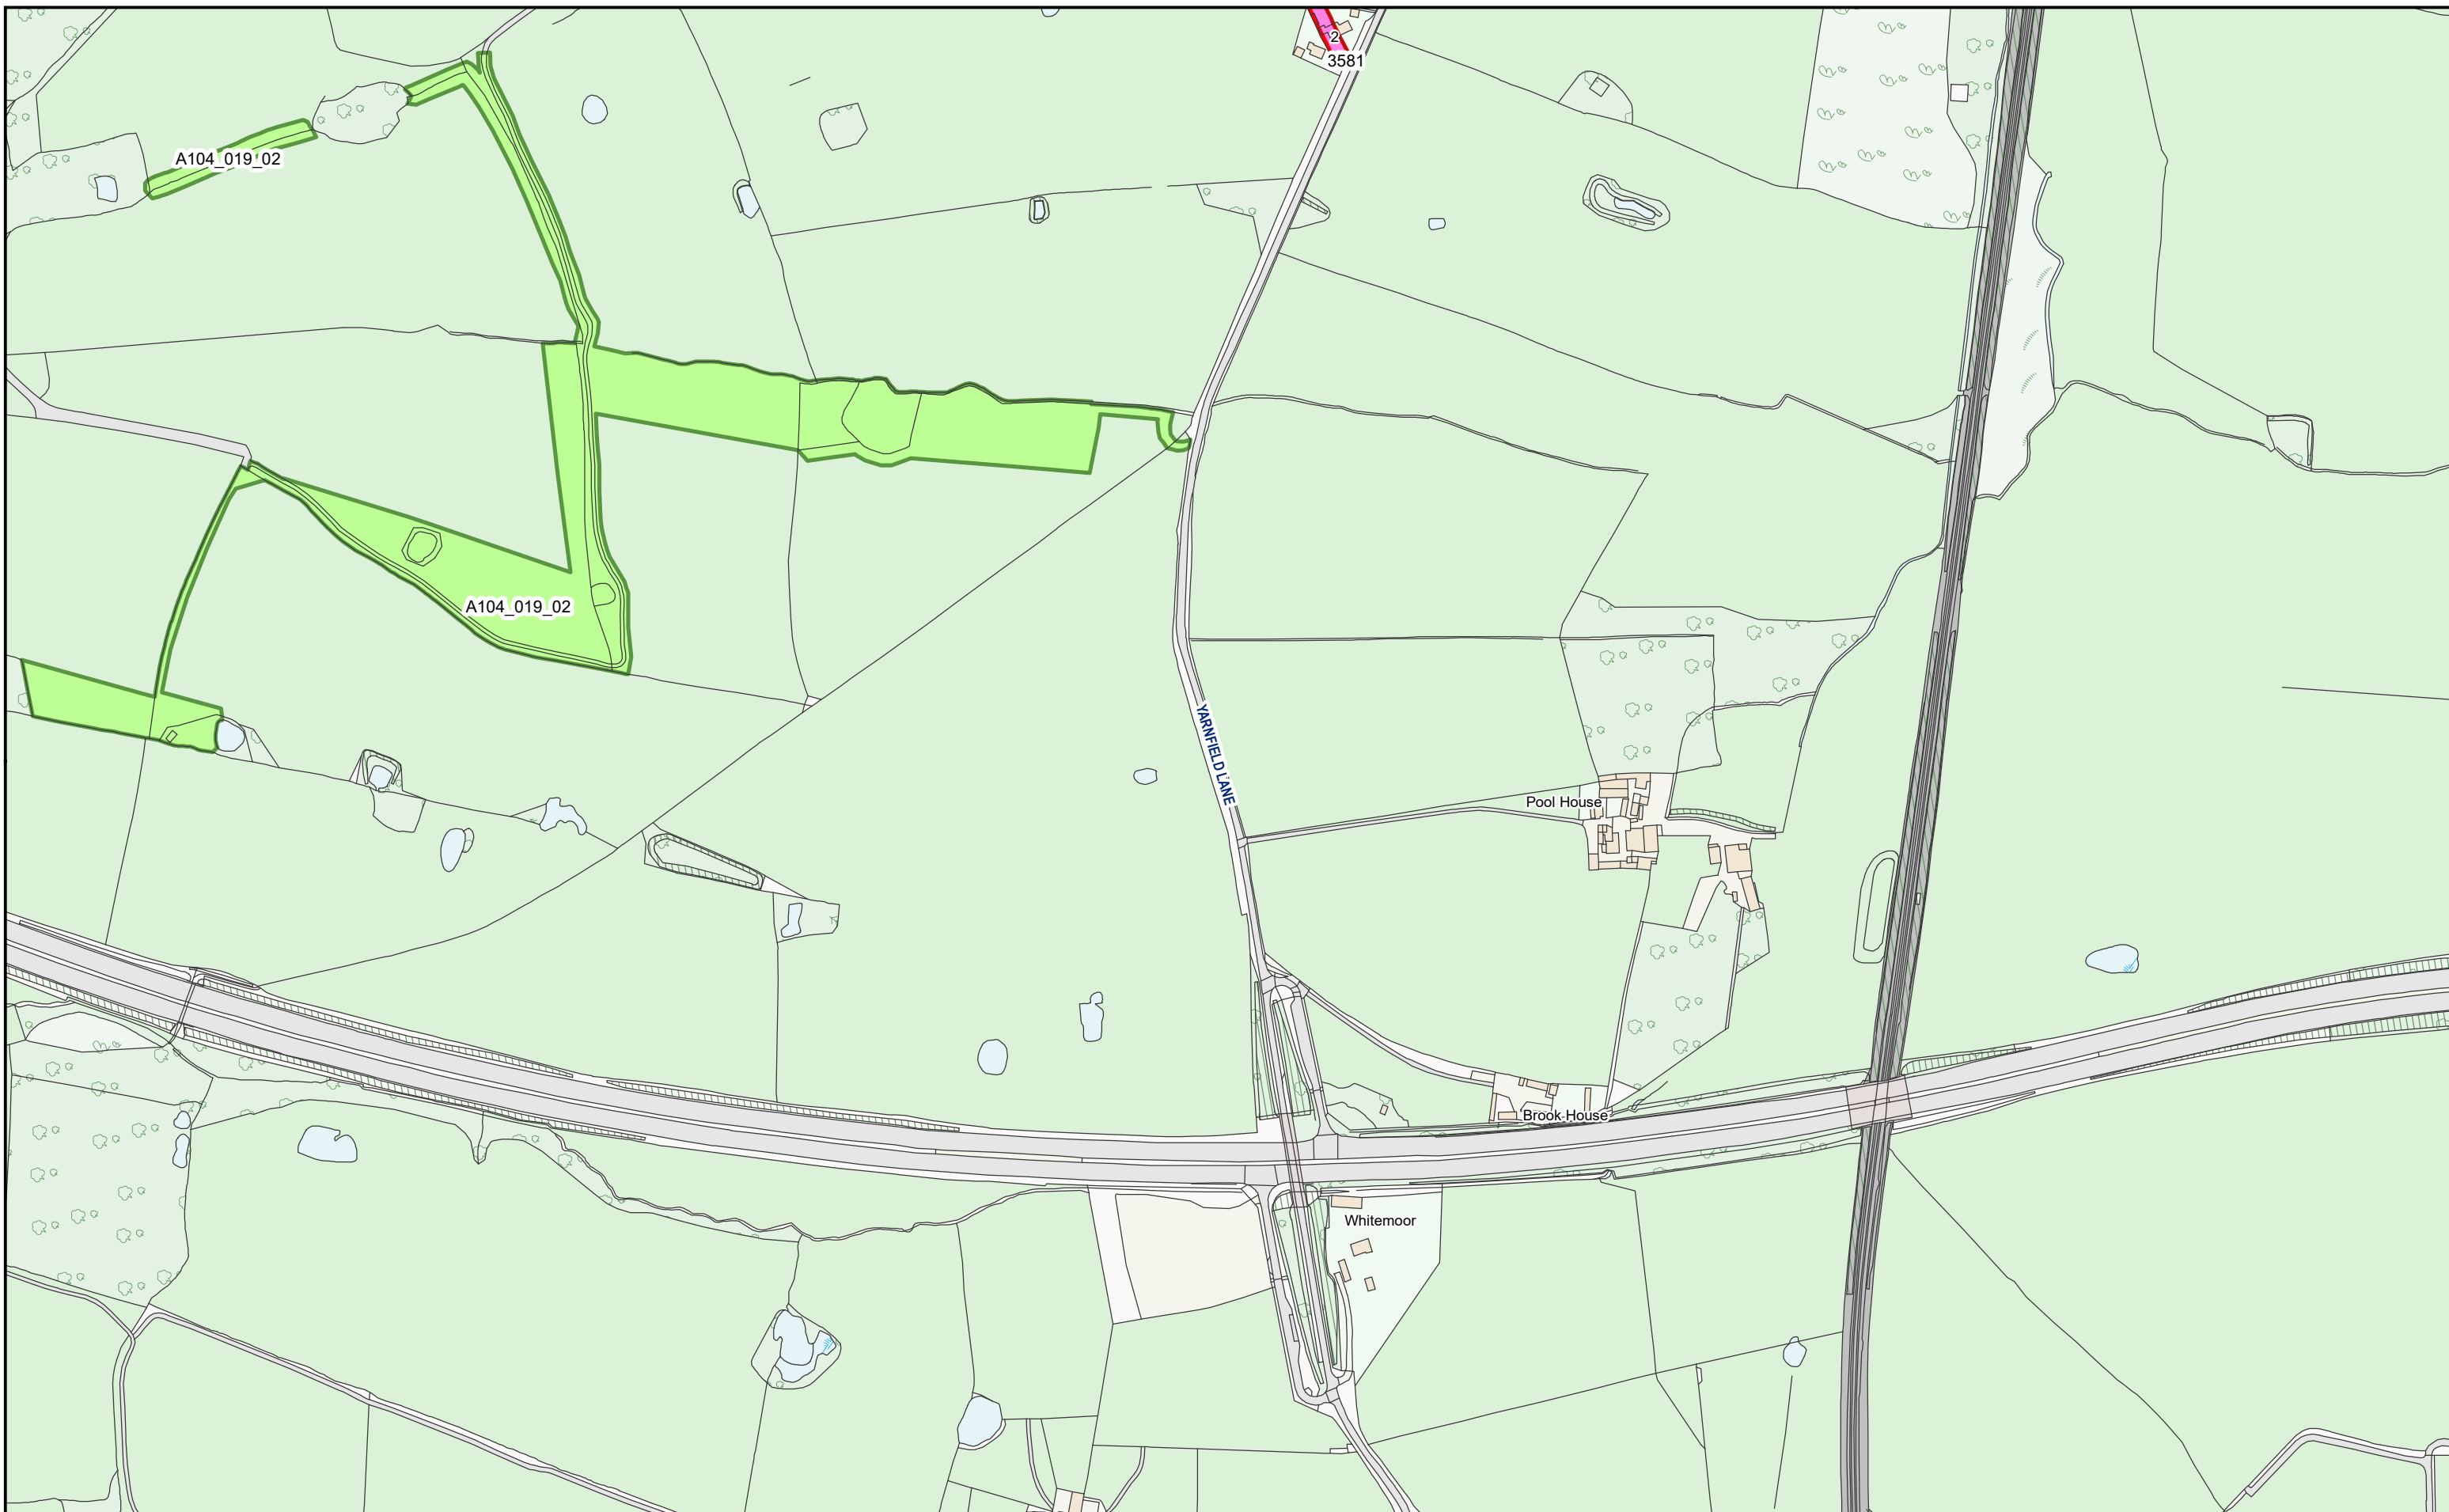 2
3581
A104_019_02
A104_019_02
YARNFIELD LANE
Pool House
Brook House
Whitemoor